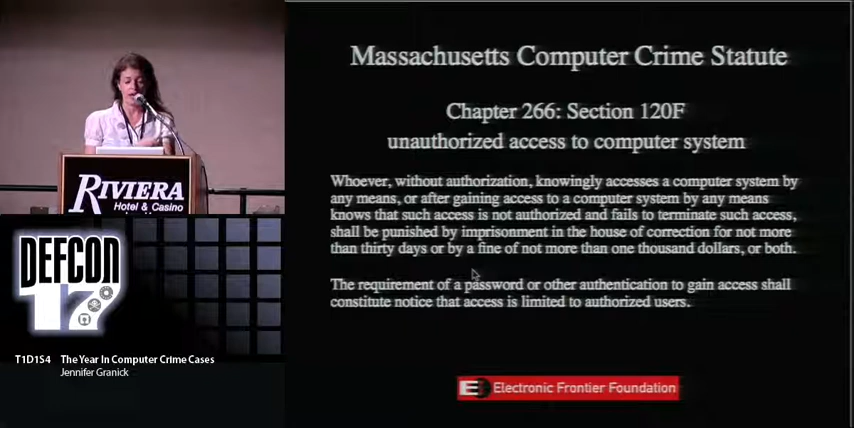 Massachusetts Computer Crime Statute
Chapter 266: Section 120F
unauthorized access to computer system
Whoever, without authorization, knowingly accesses a computer system by
any means, or after gaining access to a computer system by any means
knows that such access is not authorized and fails to terminate such access,
shall be punished by imprisonment in the house of correction for not more
than thirty days or by a fine of not more than one thousand dollars, or both.
The requirement of a password or other authentication to gain access shall
constitute notice that access is limited to authorized users.
Electronic Frontier Foundation
RIVIERA
Hotel & Casino
DEFCON
17
T1D1S4 The Year In Computer Crime Cases
Jennifer Granick